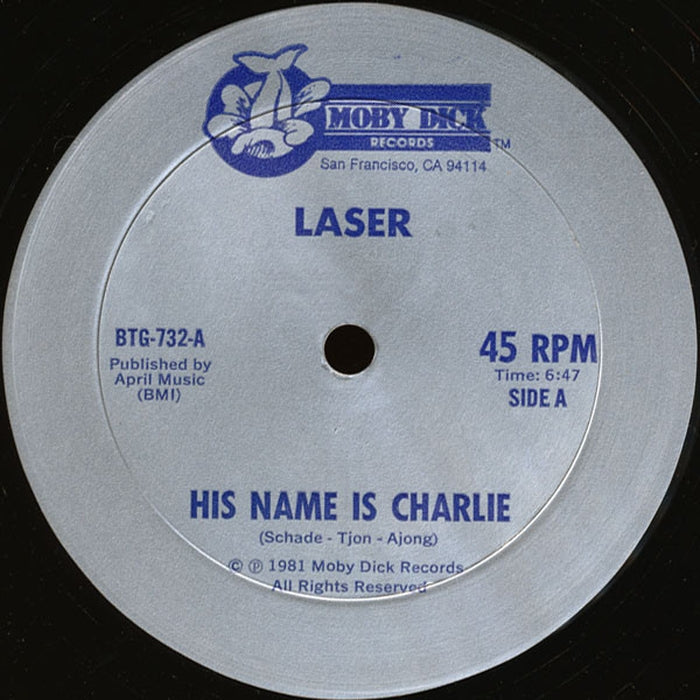 MOBY DICK
RECORDS
TM
San Francisco, CA 94114
LASER
BTG-732-A
Published by
April Music
(BMI)
45 RPM
Time: 6:47
SIDE A
HIS NAME IS CHARLIE
(Schade - Tjon - Ajong)
© ℗ 1981 Moby Dick Records
All Rights Reserved